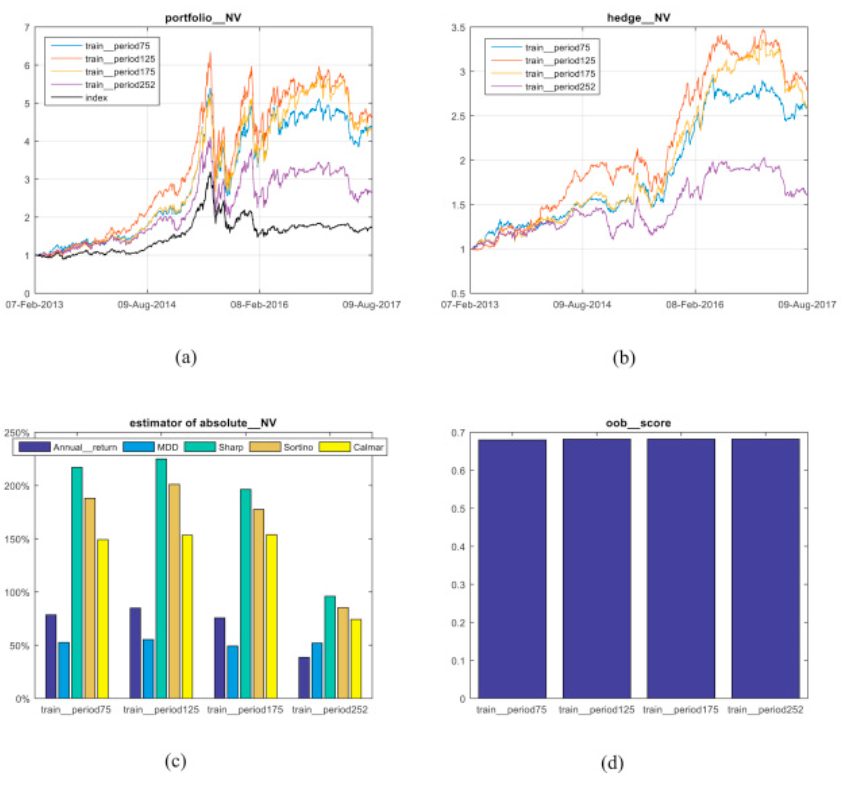 portfolio__NV
7
6
5
4
3
2
1
0
train__period75
train__period125
train__period175
train__period252
index
07-Feb-2013 09-Aug-2014 08-Feb-2016 09-Aug-2017
(a)
hedge__NV
3.5
3
2.5
2
1.5
1
0.5
train__period75
train__period125
train__period175
train__period252
07-Feb-2013 09-Aug-2014 08-Feb-2016 09-Aug-2017
(b)
estimator of absolute__NV
250%
200%
150%
100%
50%
0%
Annual__return MDD Sharp Sortino Calmar
train__period75 train__period125 train__period175 train__period252
(c)
oob__score
0.7
0.6
0.5
0.4
0.3
0.2
0.1
0
train__period75 train__period125 train__period175 train__period252
(d)